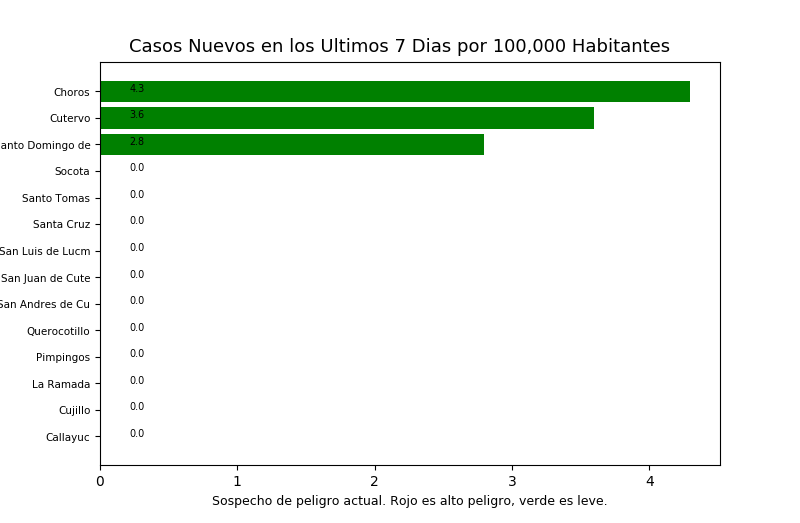 Casos Nuevos en los Ultimos 7 Dias por 100,000 Habitantes
Choros 4.3
Cutervo 3.6
anto Domingo de 2.8
Socota 0.0
Santo Tomas 0.0
Santa Cruz 0.0
San Luis de Lucm 0.0
San Juan de Cute 0.0
San Andres de Cu 0.0
Querocotillo 0.0
Pimpingos 0.0
La Ramada 0.0
Cujillo 0.0
Callayuc 0.0
0 1 2 3 4
Sospecho de peligro actual. Rojo es alto peligro, verde es leve.